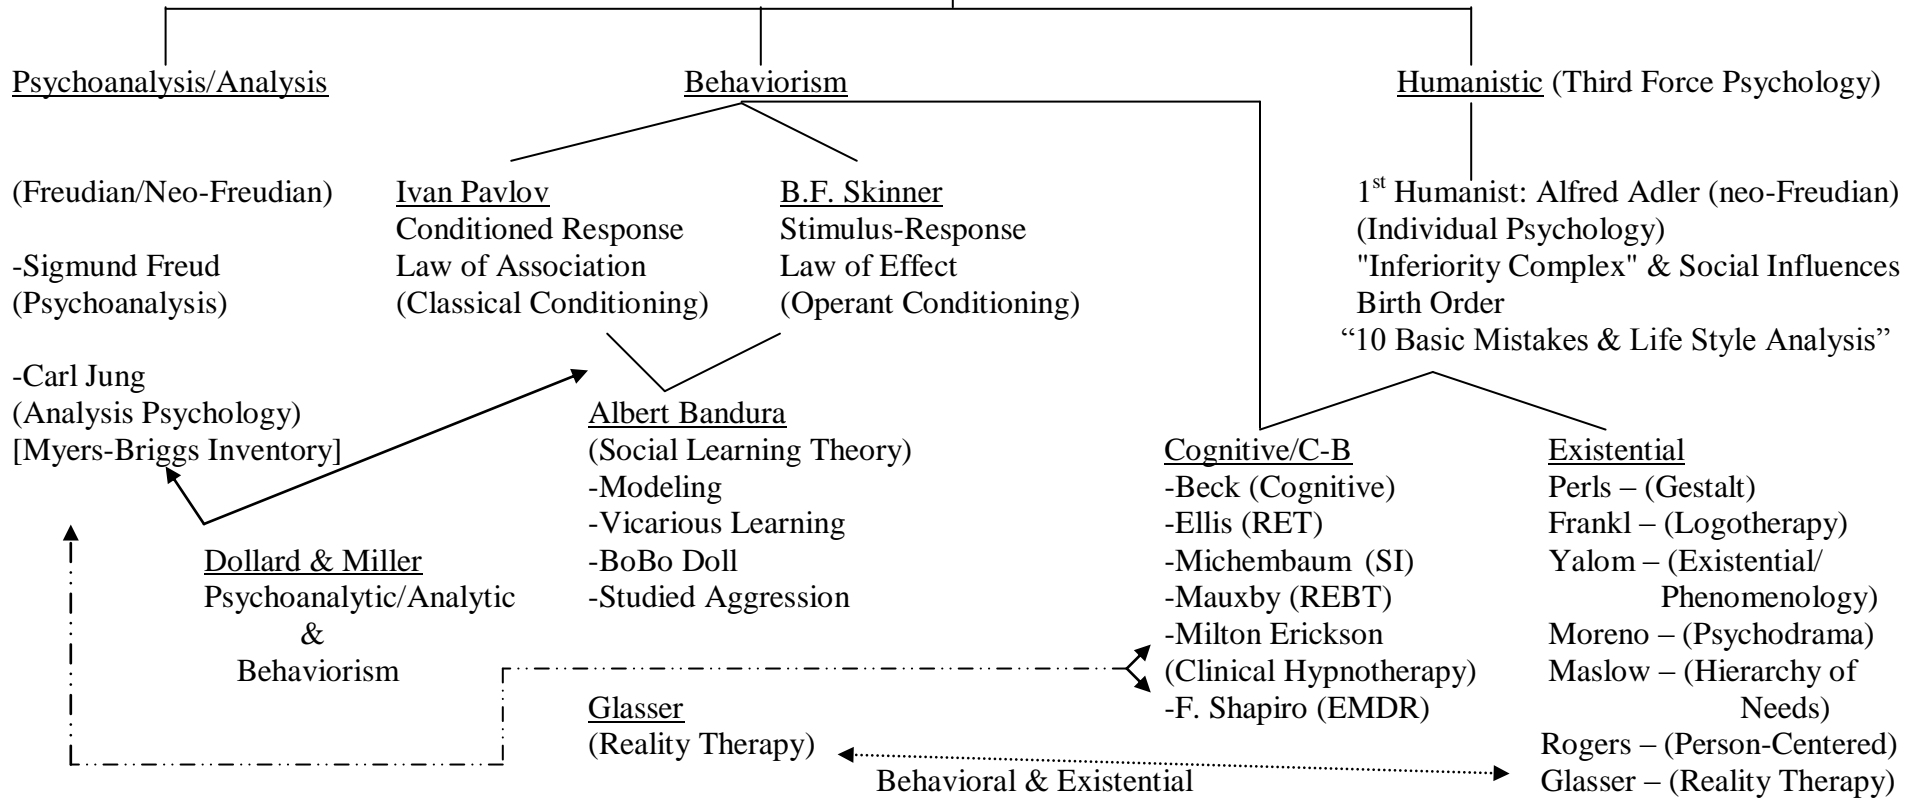 Psychoanalysis/Analysis
Behaviorism
Humanistic (Third Force Psychology)
(Freudian/Neo-Freudian)
-Sigmund Freud
(Psychoanalysis)
-Carl Jung
(Analysis Psychology)
[Myers-Briggs Inventory]
Ivan Pavlov
Conditioned Response
Law of Association
(Classical Conditioning)
B.F. Skinner
Stimulus-Response
Law of Effect
(Operant Conditioning)
1st Humanist: Alfred Adler (neo-Freudian)
(Individual Psychology)
"Inferiority Complex" & Social Influences
Birth Order
“10 Basic Mistakes & Life Style Analysis”
Dollard & Miller
Psychoanalytic/Analytic
&
Behaviorism
Albert Bandura
(Social Learning Theory)
-Modeling
-Vicarious Learning
-BoBo Doll
-Studied Aggression
Glasser
(Reality Therapy)
Behavioral & Existential
Cognitive/C-B
-Beck (Cognitive)
-Ellis (RET)
-Michembaum (SI)
-Mauxby (REBT)
-Milton Erickson
(Clinical Hypnotherapy)
-F. Shapiro (EMDR)
Existential
Perls – (Gestalt)
Frankl – (Logotherapy)
Yalom – (Existential/
Phenomenology)
Moreno – (Psychodrama)
Maslow – (Hierarchy of
Needs)
Rogers – (Person-Centered)
Glasser – (Reality Therapy)